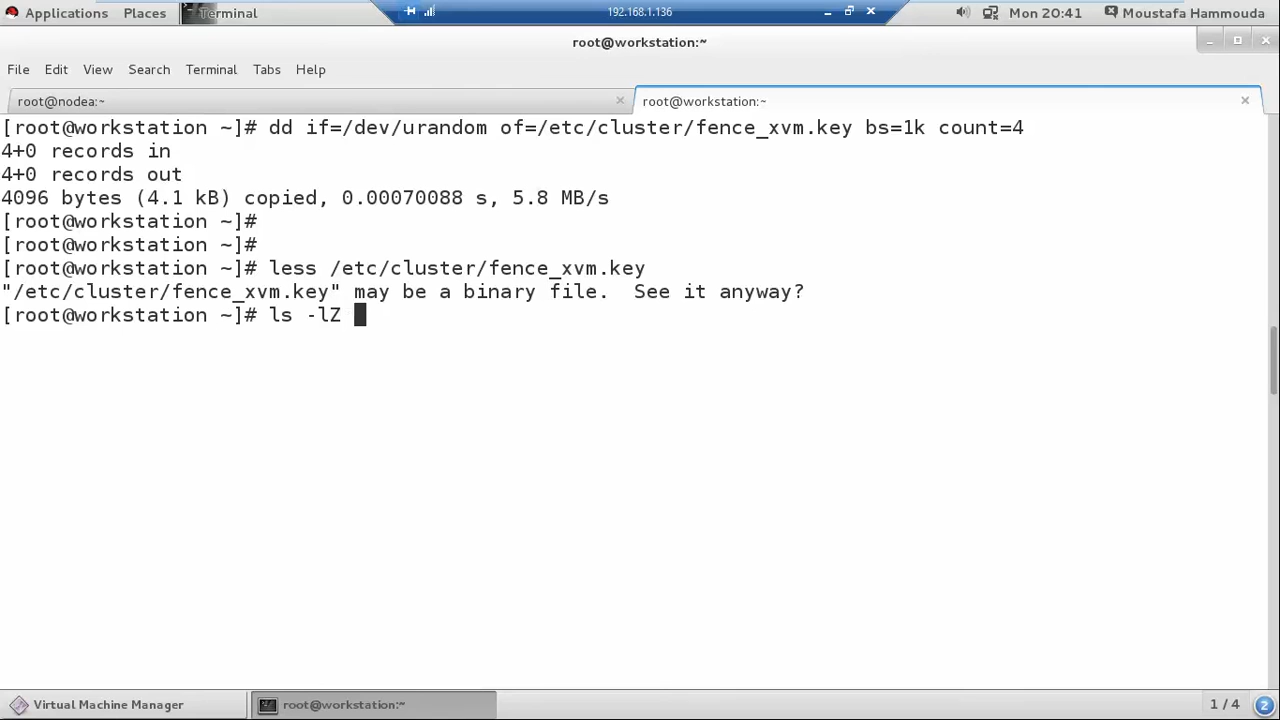 Applications Places Terminal 192.168.1.136 Mon 20:41 Moustafa Hammouda
root@workstation:~
File Edit View Search Terminal Tabs Help
root@nodea:~ root@workstation:~
[root@workstation ~]# dd if=/dev/urandom of=/etc/cluster/fence_xvm.key bs=1k count=4
4+0 records in
4+0 records out
4096 bytes (4.1 kB) copied, 0.00070088 s, 5.8 MB/s
[root@workstation ~]#
[root@workstation ~]#
[root@workstation ~]# less /etc/cluster/fence_xvm.key
"/etc/cluster/fence_xvm.key" may be a binary file.  See it anyway?
[root@workstation ~]# ls -lZ
Virtual Machine Manager root@workstation:~ 1 / 4 2